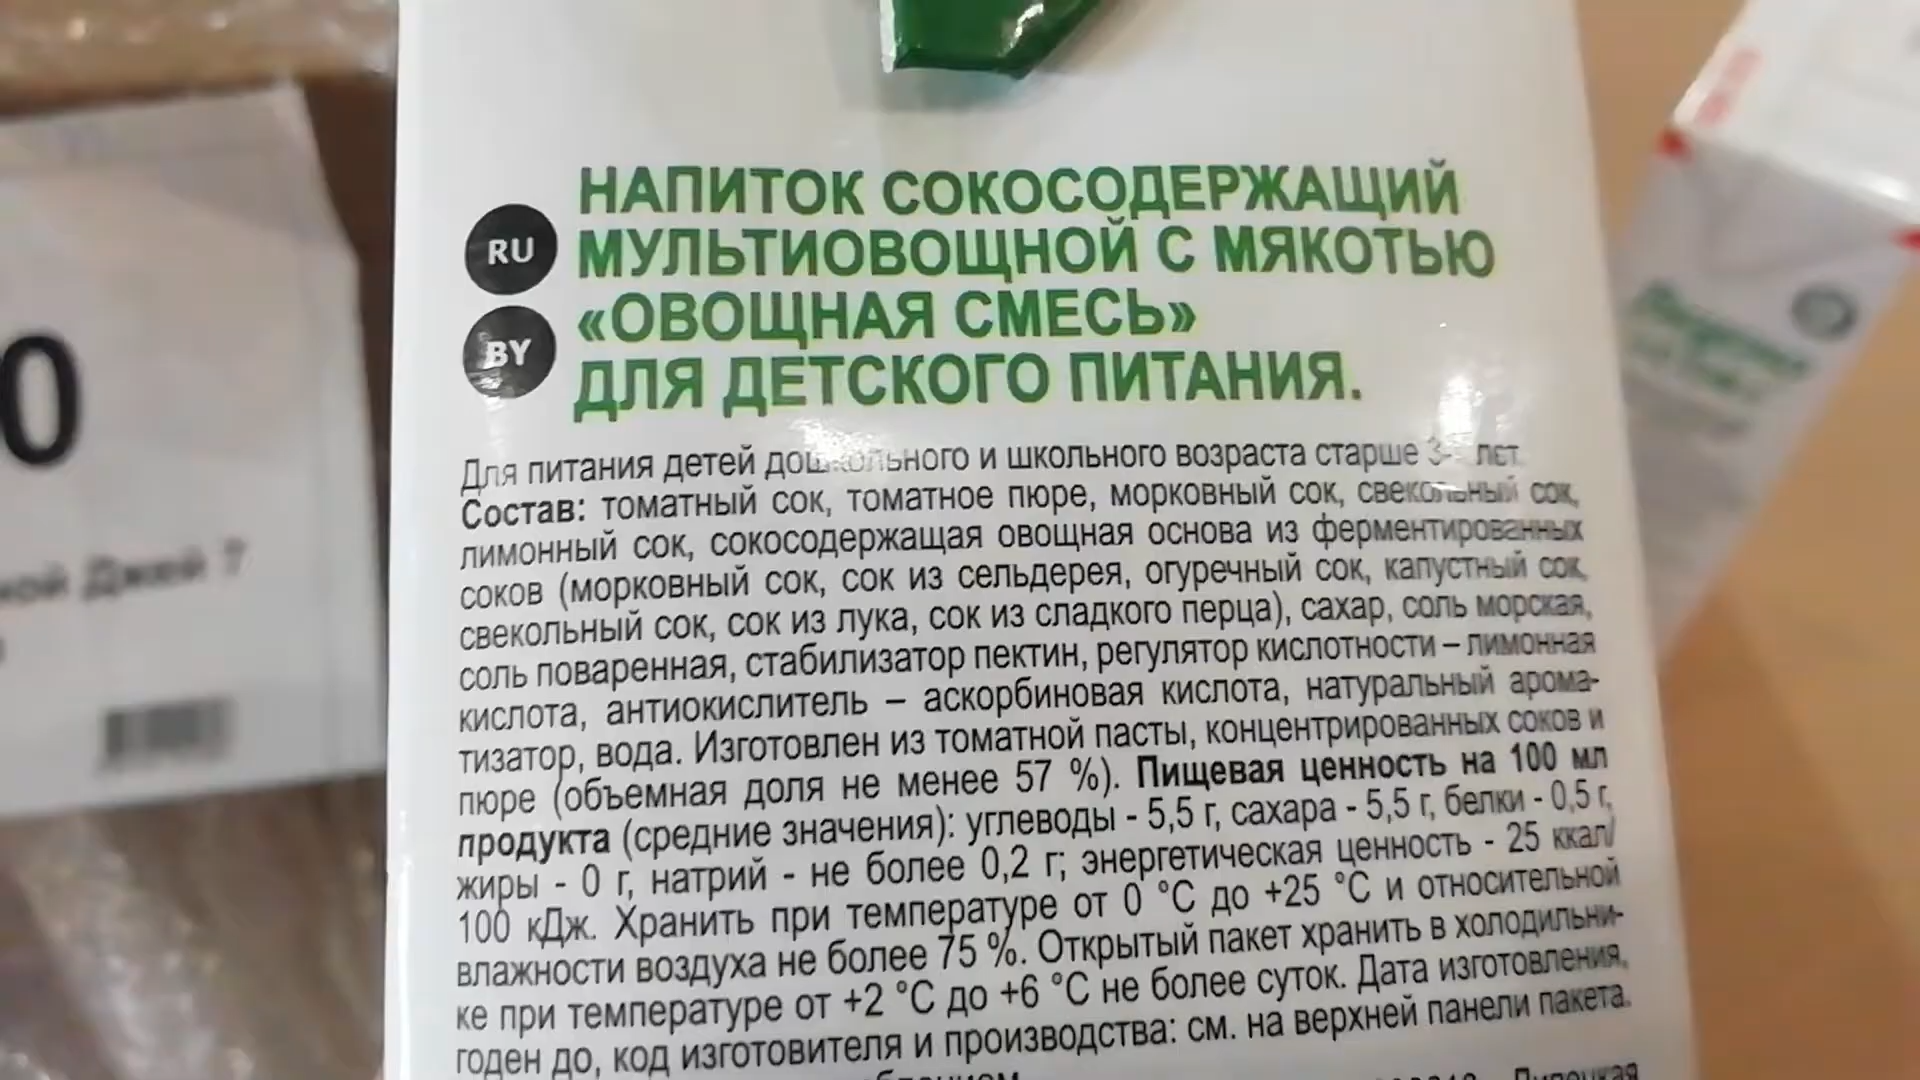 НАПИТОК СОКОСОДЕРЖАЩИЙ
RU
МУЛЬТИОВОЩНОЙ С МЯКОТЬЮ
«ОВОЩНАЯ СМЕСЬ»
BY
ДЛЯ ДЕТСКОГО ПИТАНИЯ.
Для питания детей дошкольного и школьного возраста старше лет
Состав: томатный сок, томатное пюре, морковный сок, свекольный сок,
лимонный сок, сокосодержащая овощная основа из ферментированных
соков (морковный сок, сок из сельдерея, огуречный сок, капустный сок,
свекольный сок, сок из лука, сок из сладкого перца), сахар, соль морская,
соль поваренная, стабилизатор пектин, регулятор кислотности – лимонная
кислота, антиокислитель – аскорбиновая кислота, натуральный арома-
тизатор, вода. Изготовлен из томатной пасты, концентрированных соков и
пюре (объемная доля не менее 57 %). Пищевая ценность на 100 мл
продукта (средние значения): углеводы - 5,5 г, сахара - 5,5 г, белки - 0,5 г,
жиры - 0 г, натрий - не более 0,2 г; энергетическая ценность - 25 ккал/
100 кДж. Хранить при температуре от 0 °С до +25 °С и относительной
влажности воздуха не более 75 %. Открытый пакет хранить в холодильни-
ке при температуре от +2 °С до +6 °С не более суток. Дата изготовления,
годен до, код изготовителя и производства: см. на верхней панели пакета.
Липецкая
0
Джей 7